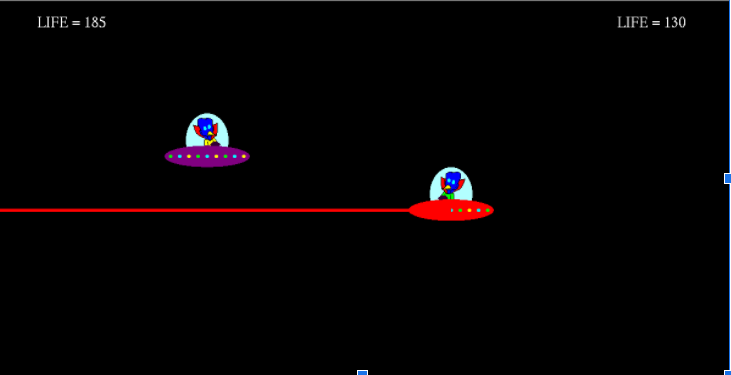 LIFE = 185
LIFE = 130